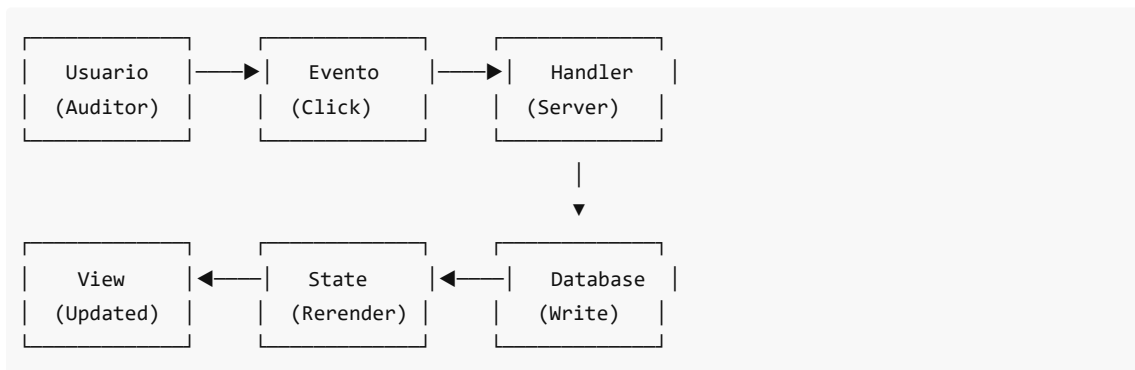 Usuario Evento Handler
(Auditor) (Click) (Server)
View State Database
(Updated) (Rerender) (Write)